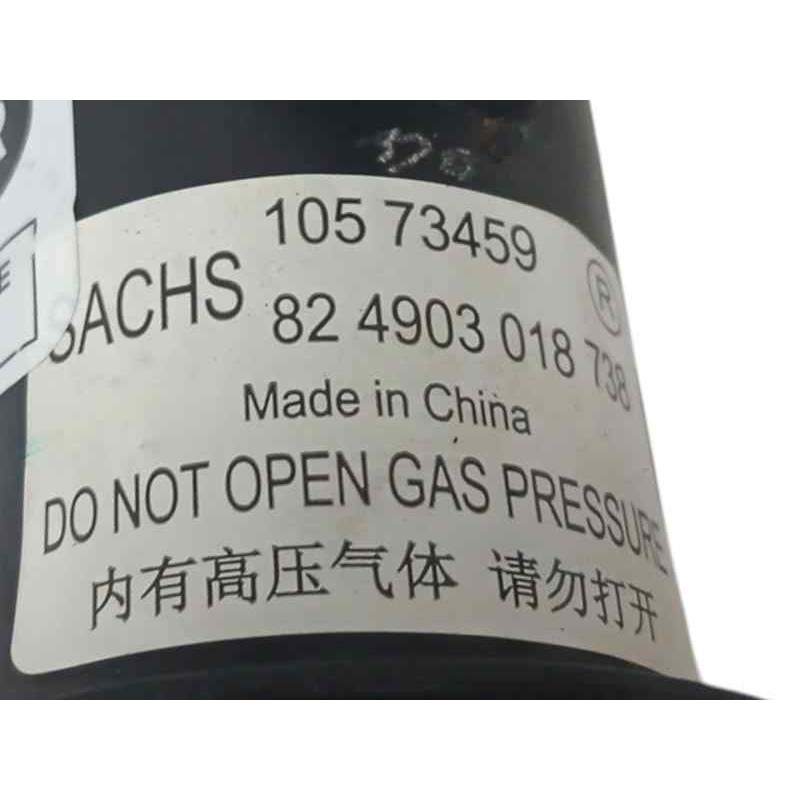 R
E
SACHS 105 73459
82 4903 018 738
®
Made in China
DO NOT OPEN GAS PRESSURE
内有高压气体 请勿打开